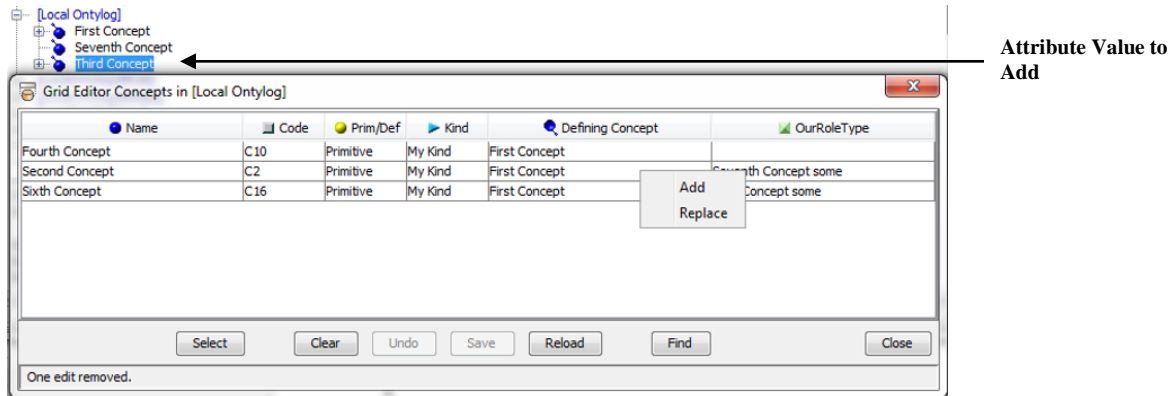 [Local Ontylog]
First Concept
Seventh Concept
Third Concept
Attribute Value to
Add
Grid Editor Concepts in [Local Ontylog]
Name Code Prim/Def Kind Defining Concept OurRoleType
Fourth Concept C10 Primitive My Kind First Concept
Second Concept C2 Primitive My Kind First Concept Seventh Concept some
Sixth Concept C16 Primitive My Kind First Concept Concept some
Add
Replace
Select Clear Undo Save Reload Find Close
One edit removed.